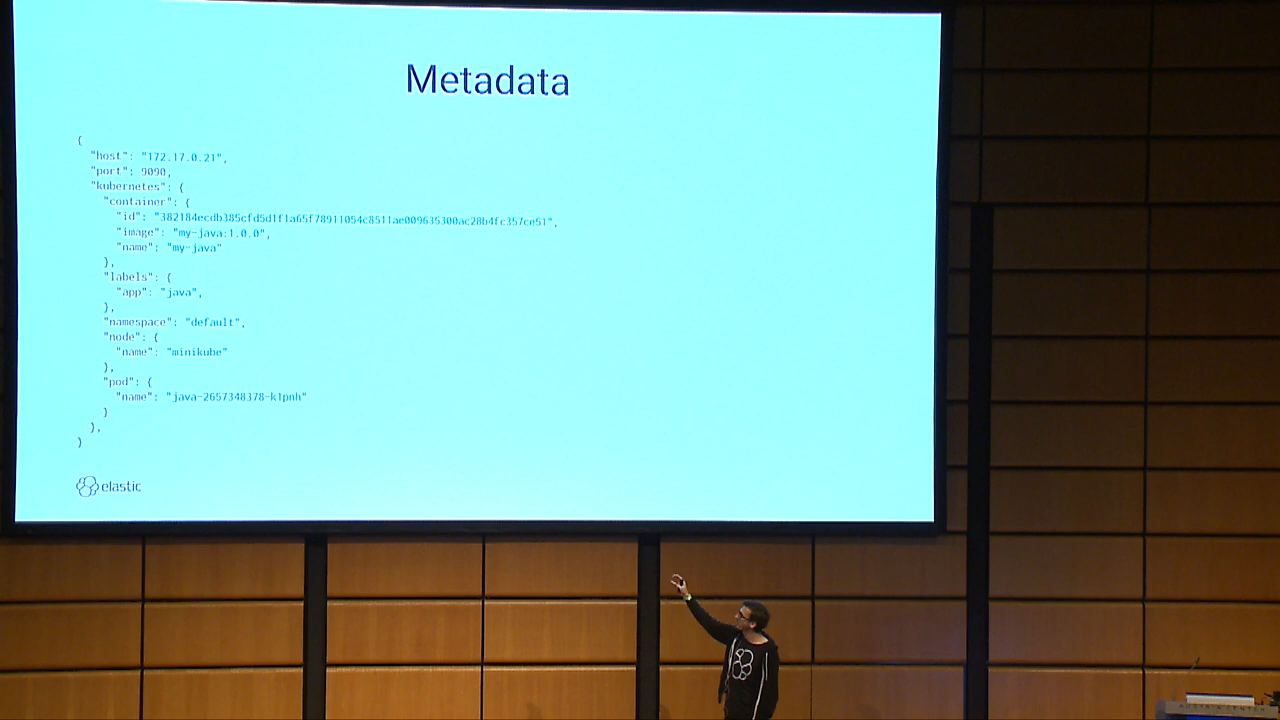 Metadata
{
"host": "172.17.0.21",
"port": 9090,
"kubernetes": {
"container": {
"id": "382184ecdb385cfd5d1f1a65f78911054c8511ae009635300ac28b4fc357ce51",
"image": "my-java:1.0.0",
"name": "my-java"
},
"labels": {
"app": "java",
},
"namespace": "default",
"node": {
"name": "minikube"
},
"pod": {
"name": "java-2657348378-k1pnh"
}
},
}
elastic